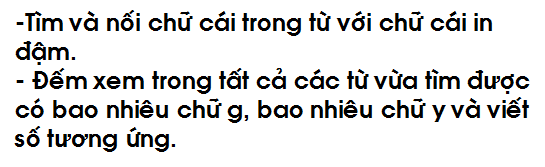 -Tìm và nối chữ cái trong từ với chữ cái in
đậm.
- Đếm xem trong tất cả các từ vừa tìm được
có bao nhiêu chữ g, bao nhiêu chữ y và viết
số tương ứng.